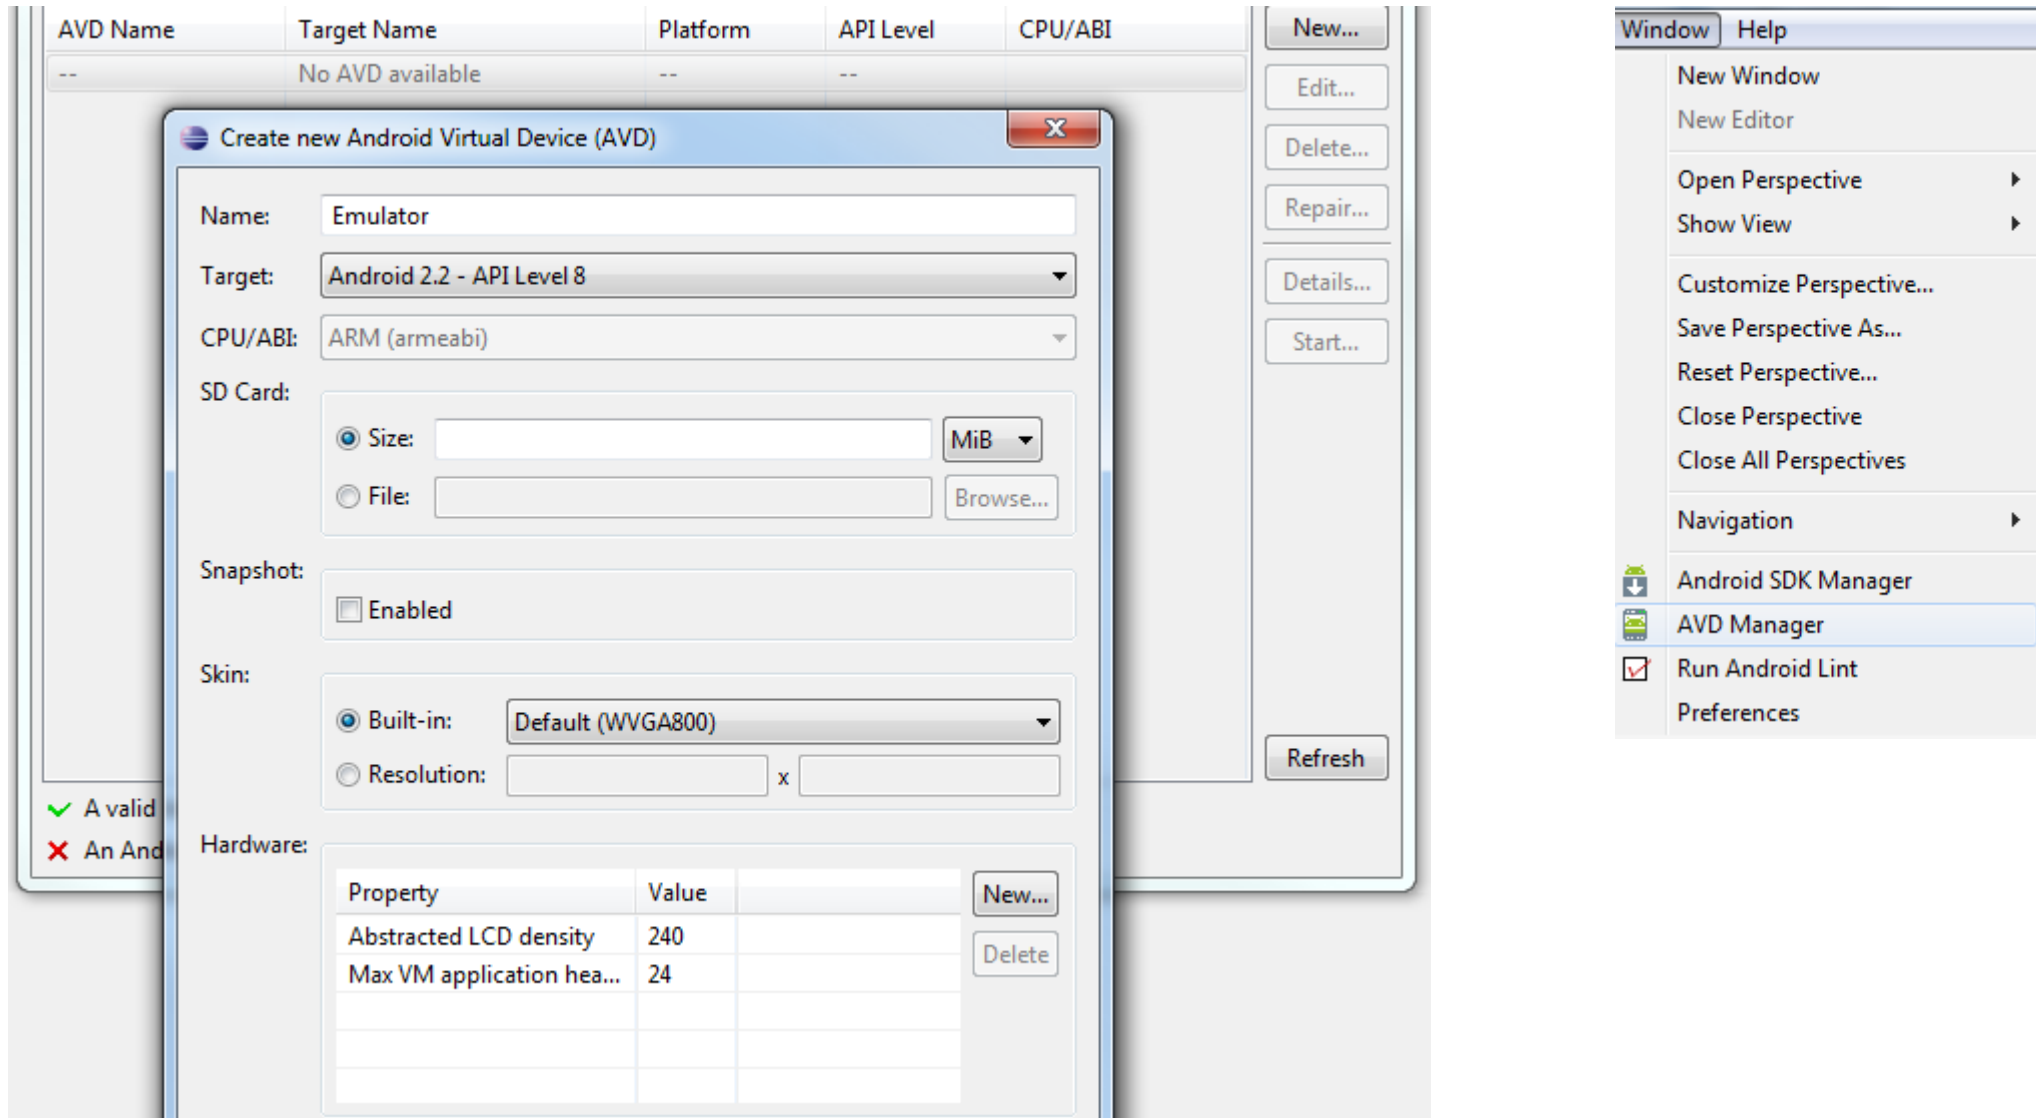 AVD Name Target Name Platform API Level CPU/ABI
-- No AVD available -- --
New...
Edit...
Delete...
Repair...
Details...
Start...
Refresh
A valid
An And
Create new Android Virtual Device (AVD)
Name: Emulator
Target: Android 2.2 - API Level 8
CPU/ABI: ARM (armeabi)
SD Card:
Size: MiB
File: Browse...
Snapshot:
Enabled
Skin:
Built-in: Default (WVGA800)
Resolution: x
Hardware:
Property Value New...
Abstracted LCD density 240
Delete
Max VM application hea... 24
Window Help
New Window
New Editor
Open Perspective
Show View
Customize Perspective...
Save Perspective As...
Reset Perspective...
Close Perspective
Close All Perspectives
Navigation
Android SDK Manager
AVD Manager
Run Android Lint
Preferences